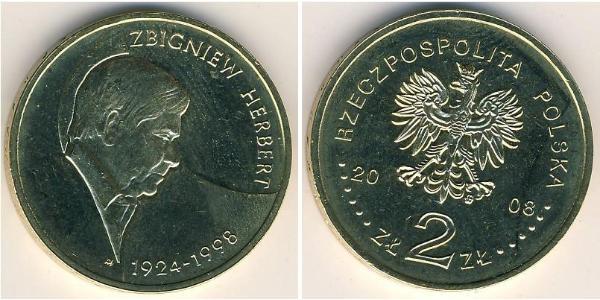 ZBIGNIEW HERBERT
1924-1998
RZECZPOSPOLITA POLSKA
20 08
ZŁ 2 ZŁ